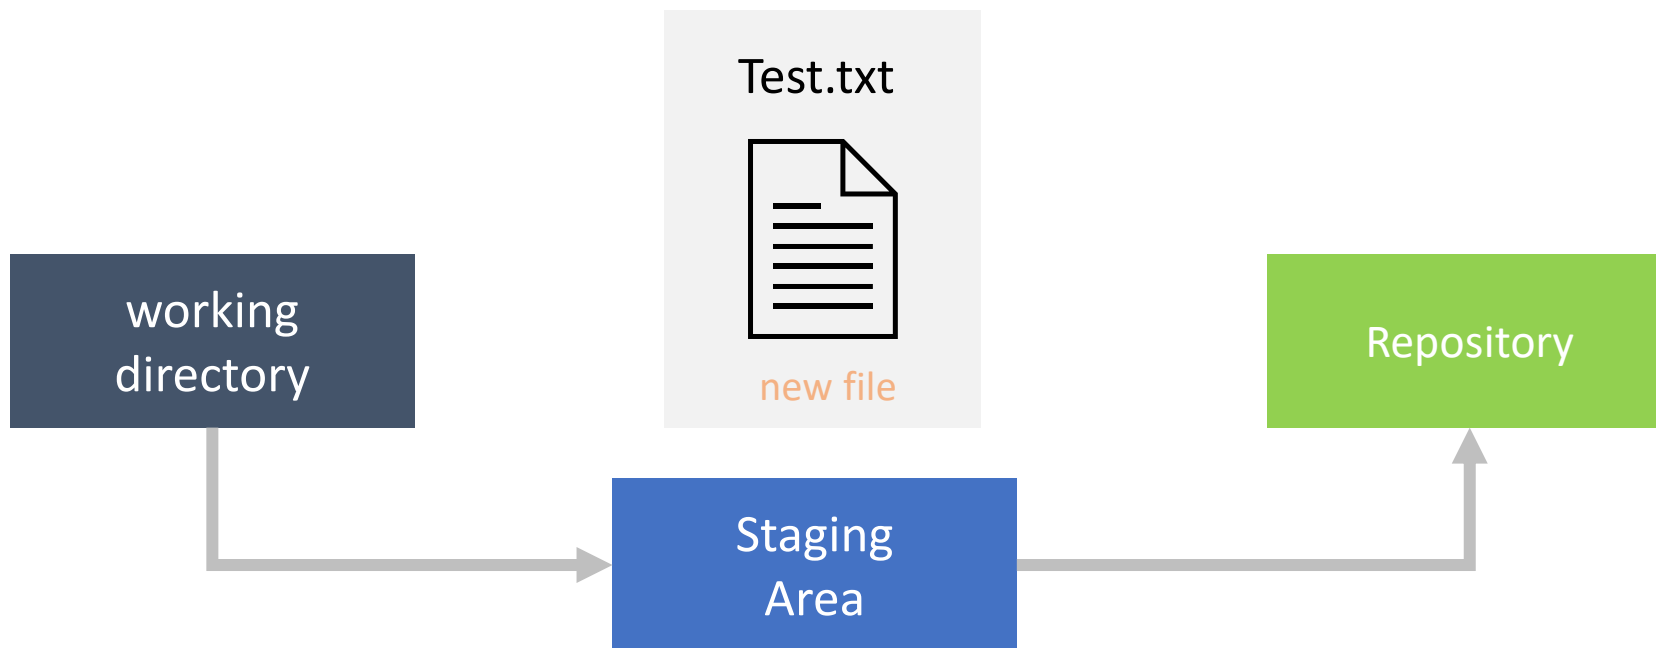 Test.txt
new file
working
directory
Repository
Staging
Area